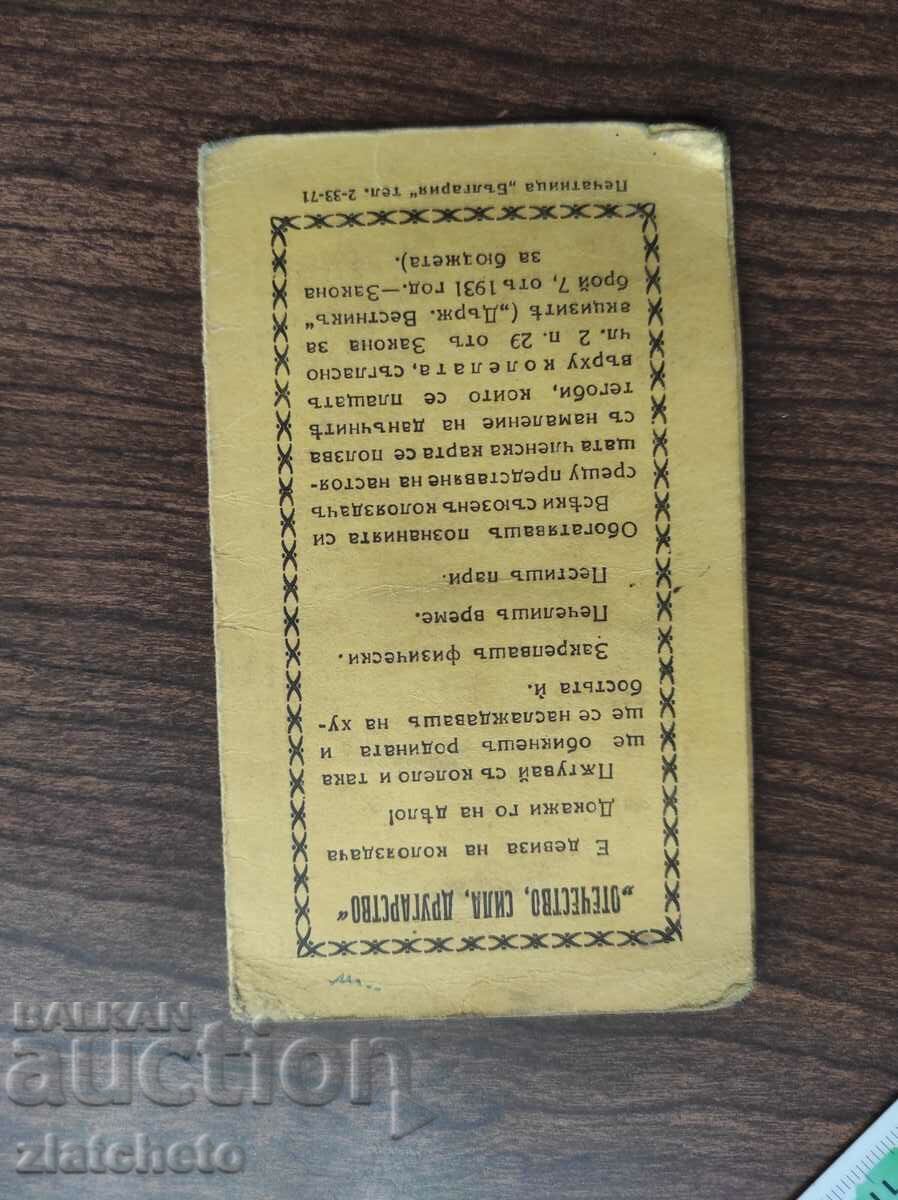 „ОТЕЧЕСТВО, СИЛА, ДРУГАРСТВО“
Е девиза на колояздача
Докажи го на дѣло!
Пѫтувай съ колело и така
ще обикнешъ родината и
ще се наслаждавашъ на ху-
бостьта ѝ.
Закрепвашъ физически.
Печелишъ време.
Пестишъ пари.
Обогатявашъ познанията си
Всѣки съюзенъ колояздачъ
срещу представяне на настоя-
щата членска карта се ползва
съ намаление на данъчнитѣ
тегоби, които се плащатъ
върху колелата, съгласно
чл. 2 п. 29 отъ Закона за
акцизитѣ („Държ. Вестникъ“
брой 7, отъ 1931 год.—Закона
за бюджета).
Печатница „България“ тел. 2-33-71
BALKAN
auction
zlatcheto